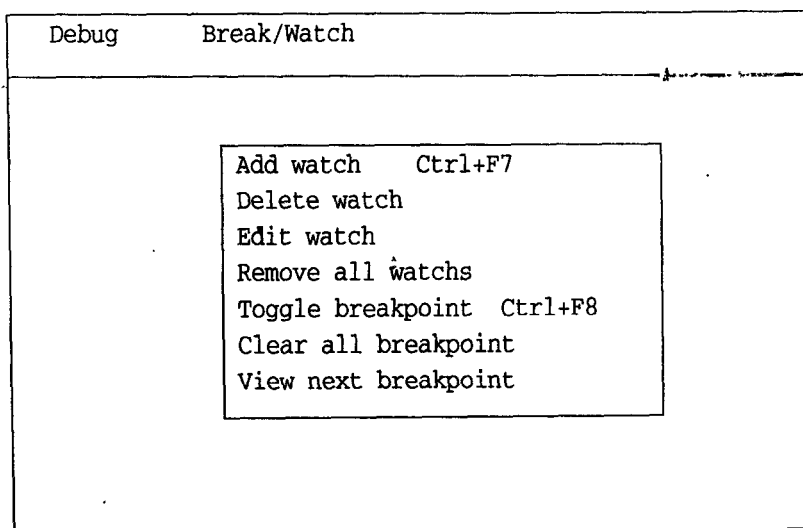 Debug Break/Watch
Add watch Ctrl+F7
Delete watch
Edit watch
Remove all watchs
Toggle breakpoint Ctrl+F8
Clear all breakpoint
View next breakpoint